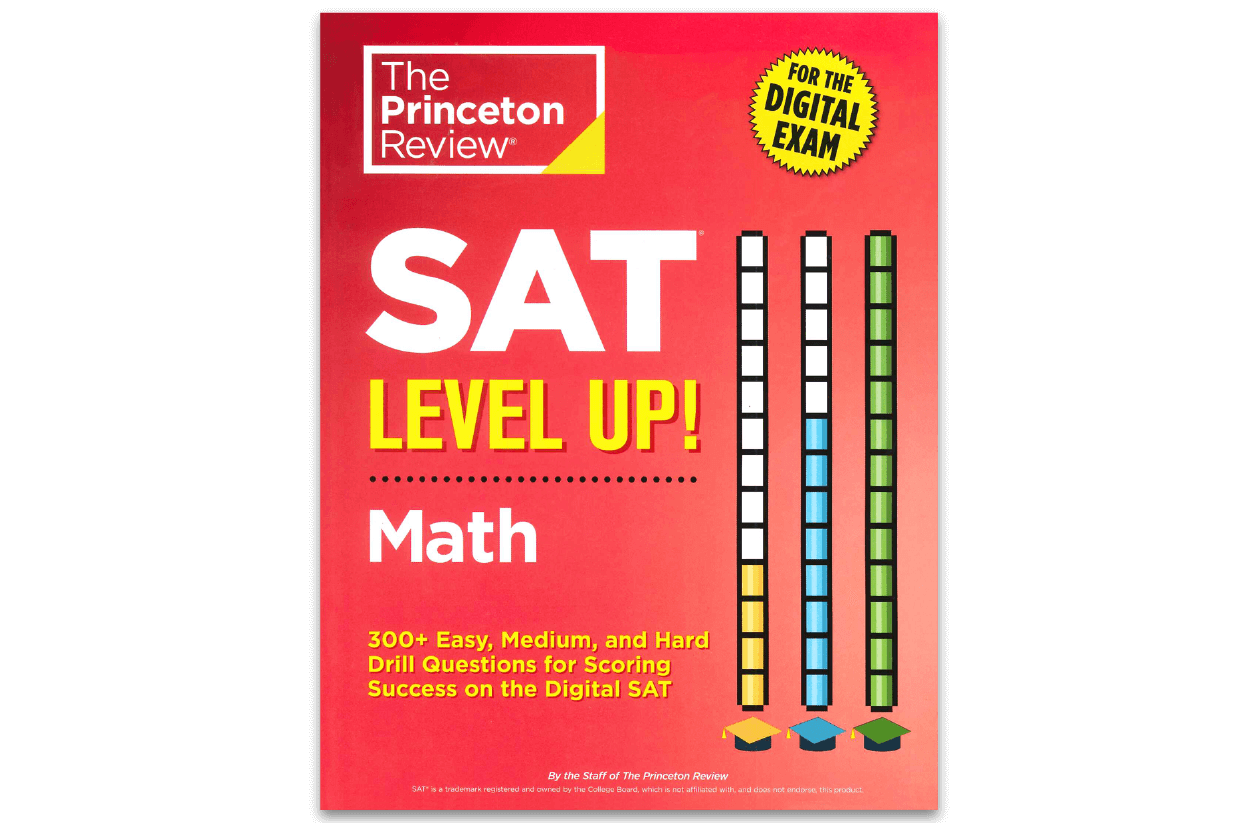 The
Princeton
Review®
FOR THE
DIGITAL
EXAM
SAT®
LEVEL UP!
Math
300+ Easy, Medium, and Hard
Drill Questions for Scoring
Success on the Digital SAT
By the Staff of The Princeton Review
SAT® is a trademark registered and owned by the College Board, which is not affiliated with, and does not endorse, this product.